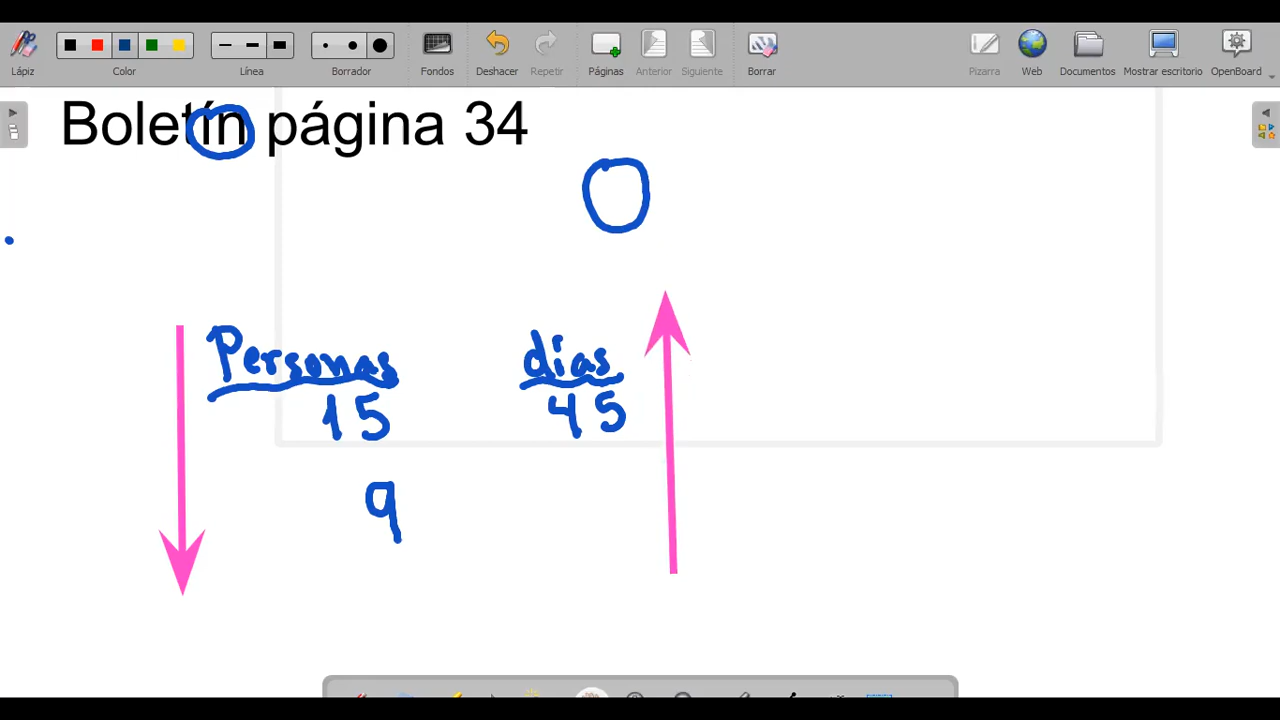 Lápiz Color Línea Borrador Fondos Deshacer Repetir Páginas Anterior Siguiente Borrar Pizarra Web Documentos Mostrar escritorio OpenBoard
Boletín página 34
Personas días
15 45
9